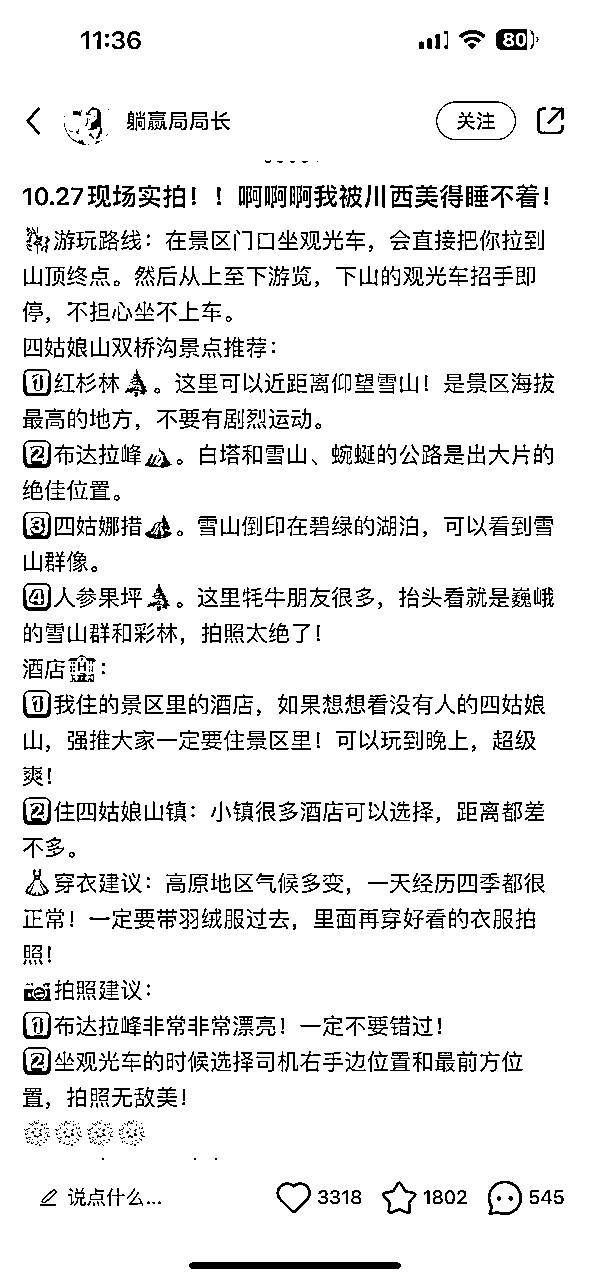 11:36
80
躺赢局局长
关注
10.27现场实拍！！啊啊啊我被川西美得睡不着！
游玩路线：在景区门口坐观光车，会直接把你拉到
山顶终点。然后从上至下游览，下山的观光车招手即
停，不担心坐不上车。
四姑娘山双桥沟景点推荐：
1️⃣红杉林🌲。这里可以近距离仰望雪山！是景区海拔
最高的地方，不要有剧烈运动。
2️⃣布达拉峰⛰️。白塔和雪山、蜿蜒的公路是出大片的
绝佳位置。
3️⃣四姑娜措⛰️。雪山倒印在碧绿的湖泊，可以看到雪
山群像。
4️⃣人参果坪🌲。这里牦牛朋友很多，抬头看就是巍峨
的雪山群和彩林，拍照太绝了！
酒店🏨：
1️⃣我住的景区里的酒店，如果想想看没有人的四姑娘
山，强推大家一定要住景区里！可以玩到晚上，超级
爽！
2️⃣住四姑娘山镇：小镇很多酒店可以选择，距离都差
不多。
👗穿衣建议：高原地区气候多变，一天经历四季都很
正常！一定要带羽绒服过去，里面再穿好看的衣服拍
照！
📷拍照建议：
1️⃣布达拉峰非常非常漂亮！一定不要错过！
2️⃣坐观光车的时候选择司机右手边位置和最前方位
置，拍照无敌美！
说点什么...
3318
1802
545